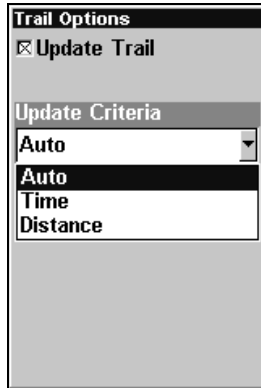 Trail Options
Update Trail
Update Criteria
Auto
Auto
Time
Distance